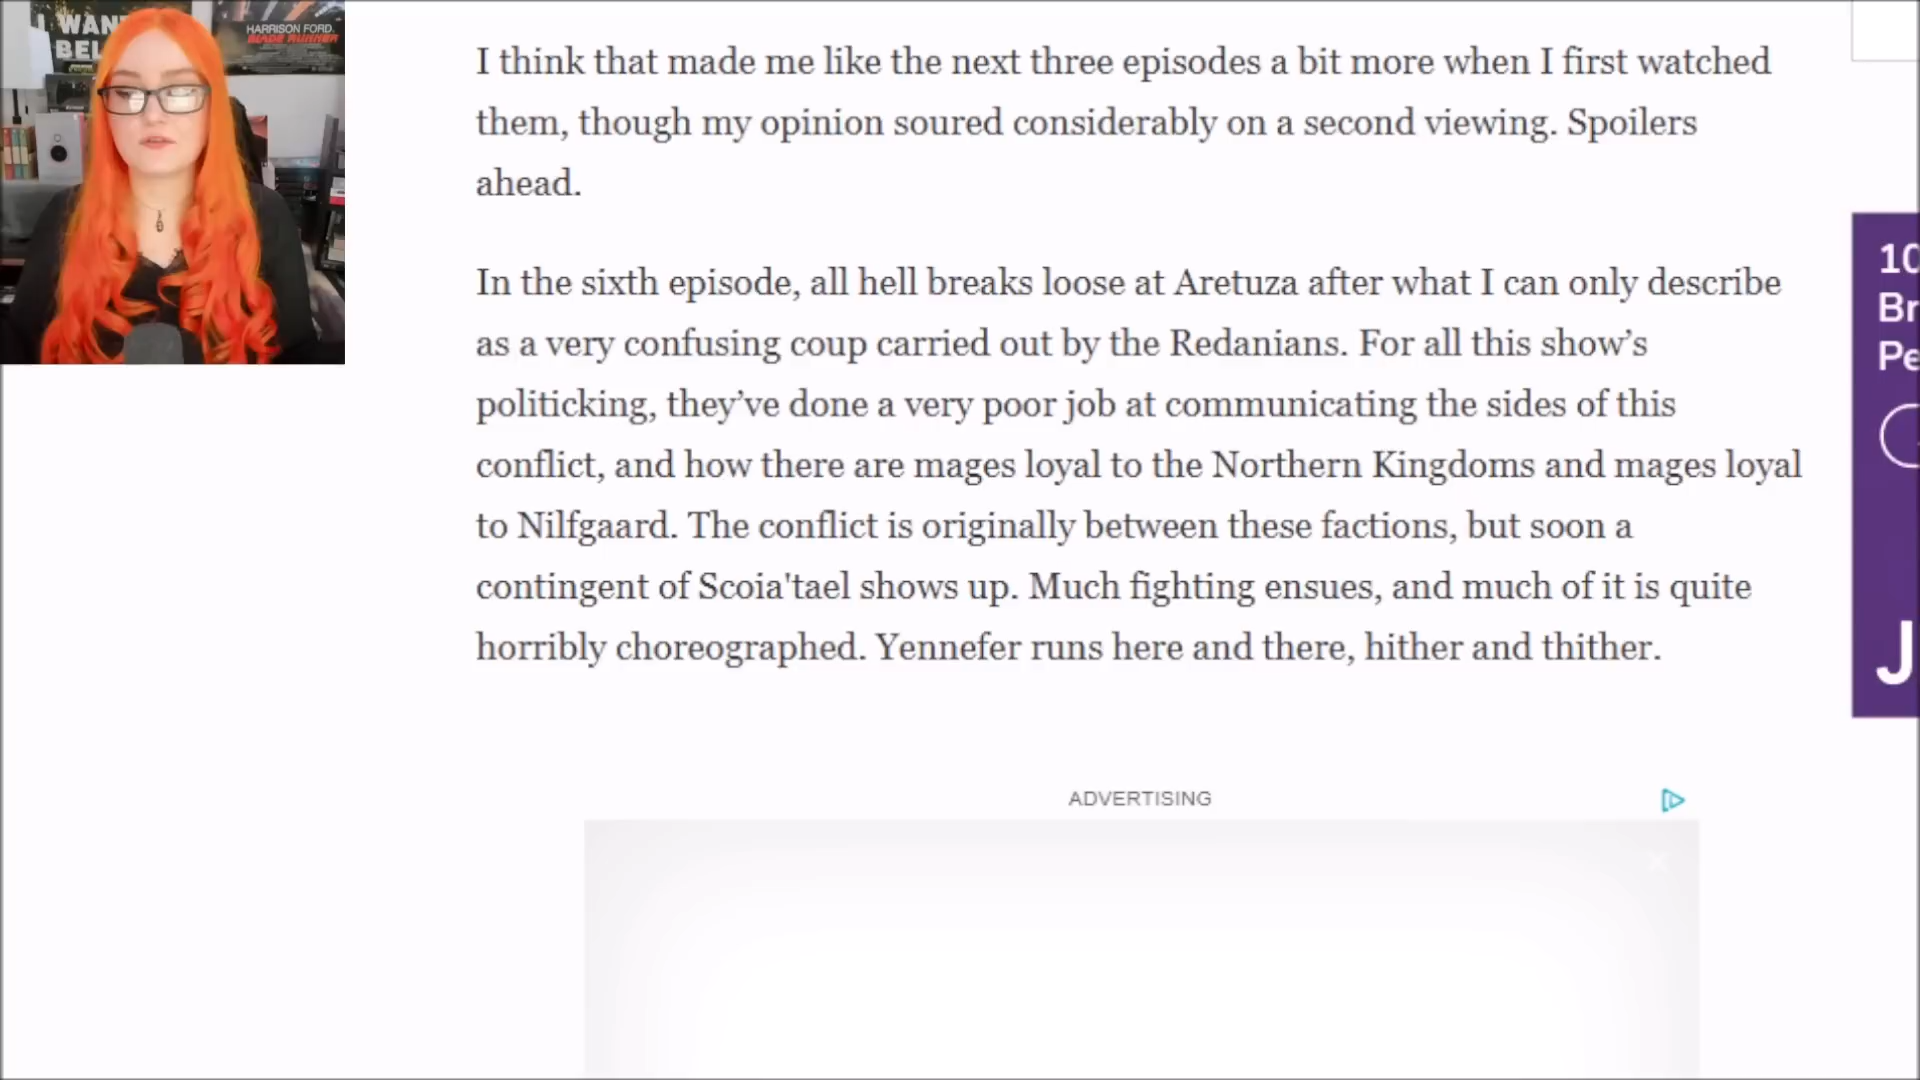 I WAN
BEL
HARRISON FORD.
BLADE RUNNER
I think that made me like the next three episodes a bit more when I first watched
them, though my opinion soured considerably on a second viewing. Spoilers
ahead.
In the sixth episode, all hell breaks loose at Aretuza after what I can only describe
as a very confusing coup carried out by the Redanians. For all this show’s
politicking, they’ve done a very poor job at communicating the sides of this
conflict, and how there are mages loyal to the Northern Kingdoms and mages loyal
to Nilfgaard. The conflict is originally between these factions, but soon a
contingent of Scoia'tael shows up. Much fighting ensues, and much of it is quite
horribly choreographed. Yennefer runs here and there, hither and thither.
10
Br
Pe
J
ADVERTISING